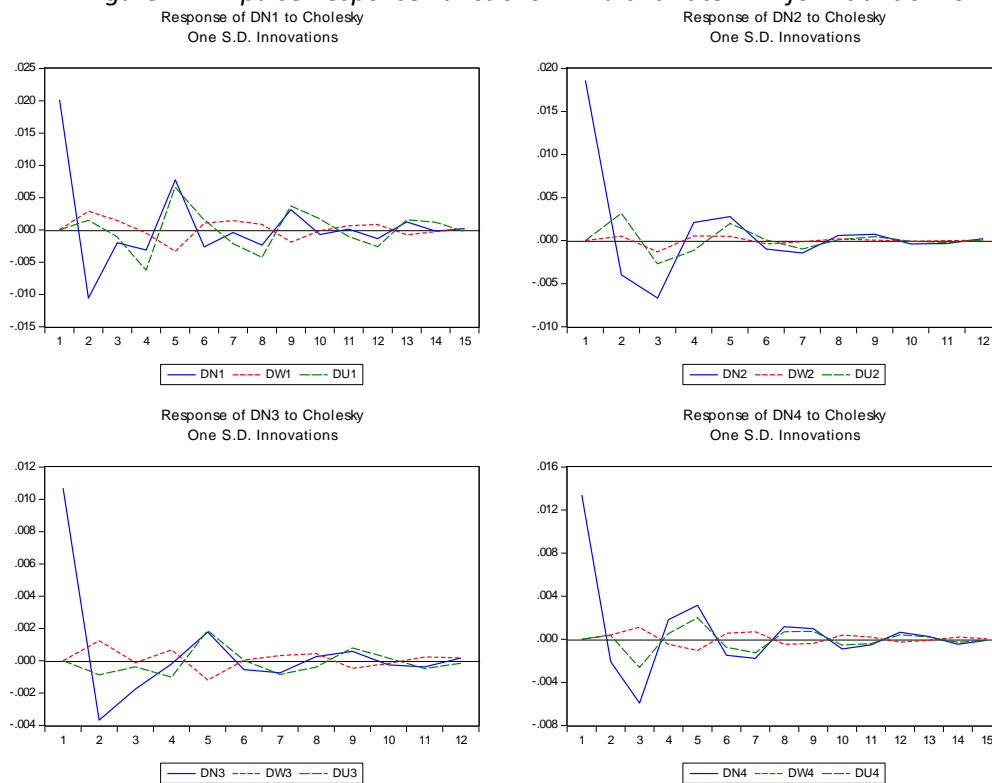 Response of DN1 to Cholesky
One S.D. Innovations
.025
.020
.015
.010
.005
.000
-.005
-.010
-.015
1 2 3 4 5 6 7 8 9 10 11 12 13 14 15
DN1 DW1 DU1
Response of DN2 to Cholesky
One S.D. Innovations
.020
.015
.010
.005
.000
-.005
-.010
1 2 3 4 5 6 7 8 9 10 11 12
DN2 DW2 DU2
Response of DN3 to Cholesky
One S.D. Innovations
.012
.010
.008
.006
.004
.002
.000
-.002
-.004
1 2 3 4 5 6 7 8 9 10 11 12
DN3 DW3 DU3
Response of DN4 to Cholesky
One S.D. Innovations
.016
.012
.008
.004
.000
-.004
-.008
1 2 3 4 5 6 7 8 9 10 11 12 13 14 15
DN4 DW4 DU4